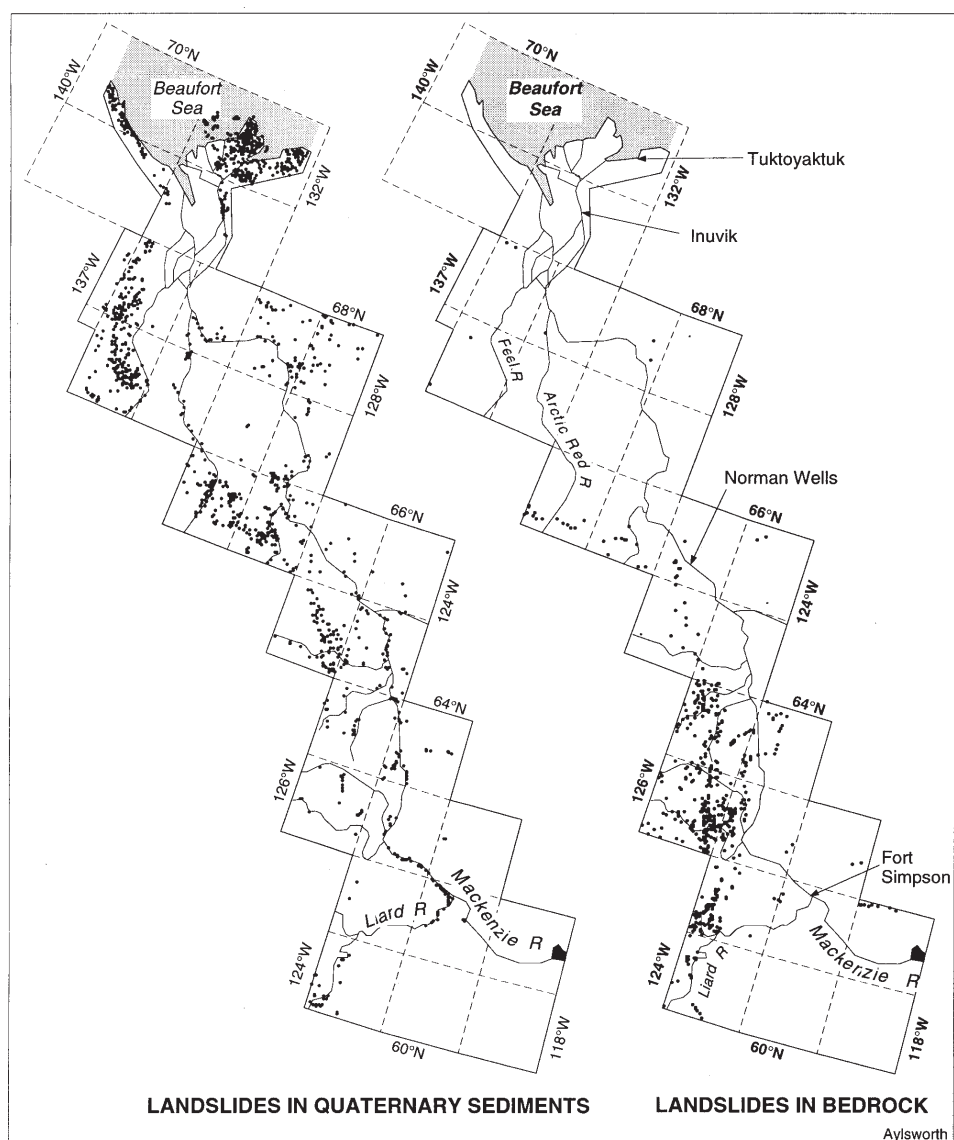 70°N
140°W
Beaufort
Sea
132°W
137°W
68°N
128°W
66°N
124°W
64°N
126°W
Liard R
Mackenzie R
124°W
60°N
118°W
LANDSLIDES IN QUATERNARY SEDIMENTS
70°N
140°W
Beaufort
Sea
Tuktoyaktuk
132°W
Inuvik
137°W
68°N
Peel R
Arctic Red R
128°W
Norman Wells
66°N
124°W
64°N
126°W
Fort
Simpson
Mackenzie R
Liard R
124°W
60°N
118°W
LANDSLIDES IN BEDROCK
Aylsworth